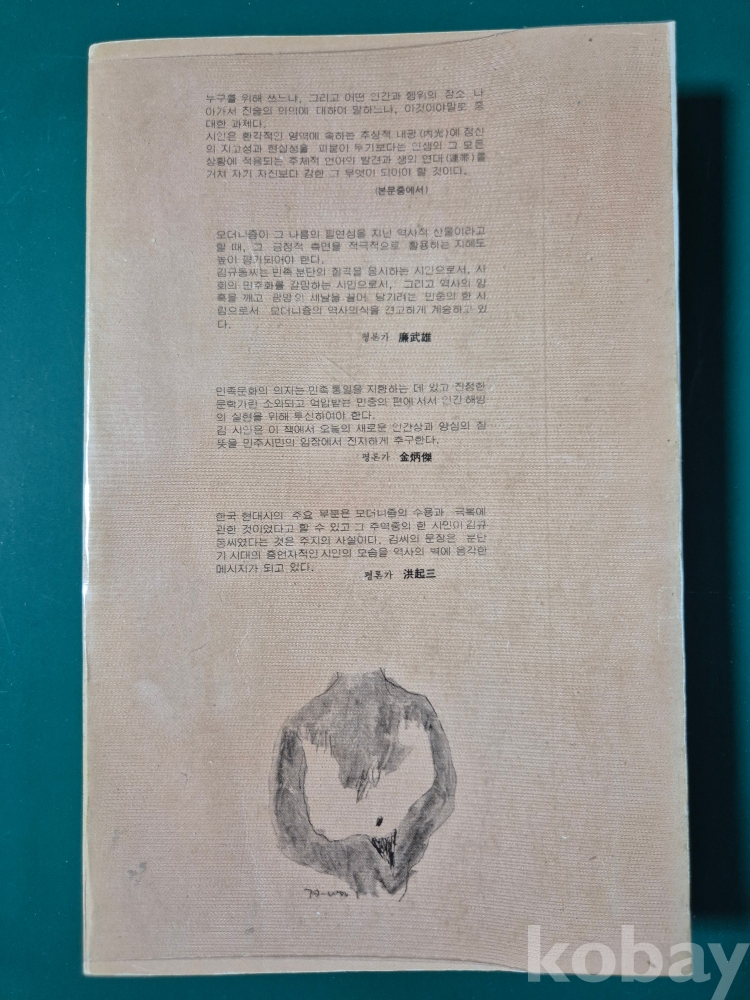 누구를 위해 쓰느냐, 그리고 어떤 인간과 행위의 장소 나
아가서 진술의 의의에 대하여 말하느냐, 이것이야말로 중
대한 과제다.
시인은 환각적인 영역에 속하는 추상적 내광(內光)에 정신
의 지고성과 현실성을 떠맡이 두기보다는 인생의 그 모든
상황에 적응되는 주체적 언어의 발견과 생의 연대(連帶)를
거쳐 자기 자신보다 강한 그 무엇이 되어야 할 것이다.
(본문중에서)
모더니즘이 그 나름의 필연성을 지닌 역사적 산물이라고
할 때, 그 긍정적 측면을 적극적으로 활용하는 지혜도
높이 평가되어야 한다.
김규동씨는 민족 분단의 질곡을 응시하는 시인으로서, 사
회의 민주화를 갈망하는 시민으로서, 그리고 역사의 암
흑을 깨고 광명의 새날을 끌어 당기려는 민중의 한 사
람으로서 모더니즘의 역사의식을 견고하게 계승하고 있
다.
평론가 廉武雄
민족문화의 의지는 민족 통일을 지향하는 데 있고 진정한
문학가란 소외되고 억압받는 민중의 편에 서서 인간 해방
의 실현을 위해 투신하여야 한다.
김 시인은 이 책에서 오늘의 새로운 인간상과 양심의 참
뜻을 민주시민의 입장에서 진지하게 추구한다.
평론가 金炳傑
한국 현대시의 주요 부분은 모더니즘의 수용과 극복에
관한 것이었다고 할 수 있고 그 주역중의 한 시인이 김규
동씨였다는 것은 주지의 사실이다. 김씨의 문장은 분단
기 시대의 증언자적인 시인의 모습을 역사의 벽에 음각한
메시지가 되고 있다.
평론가 洪起三
kobay